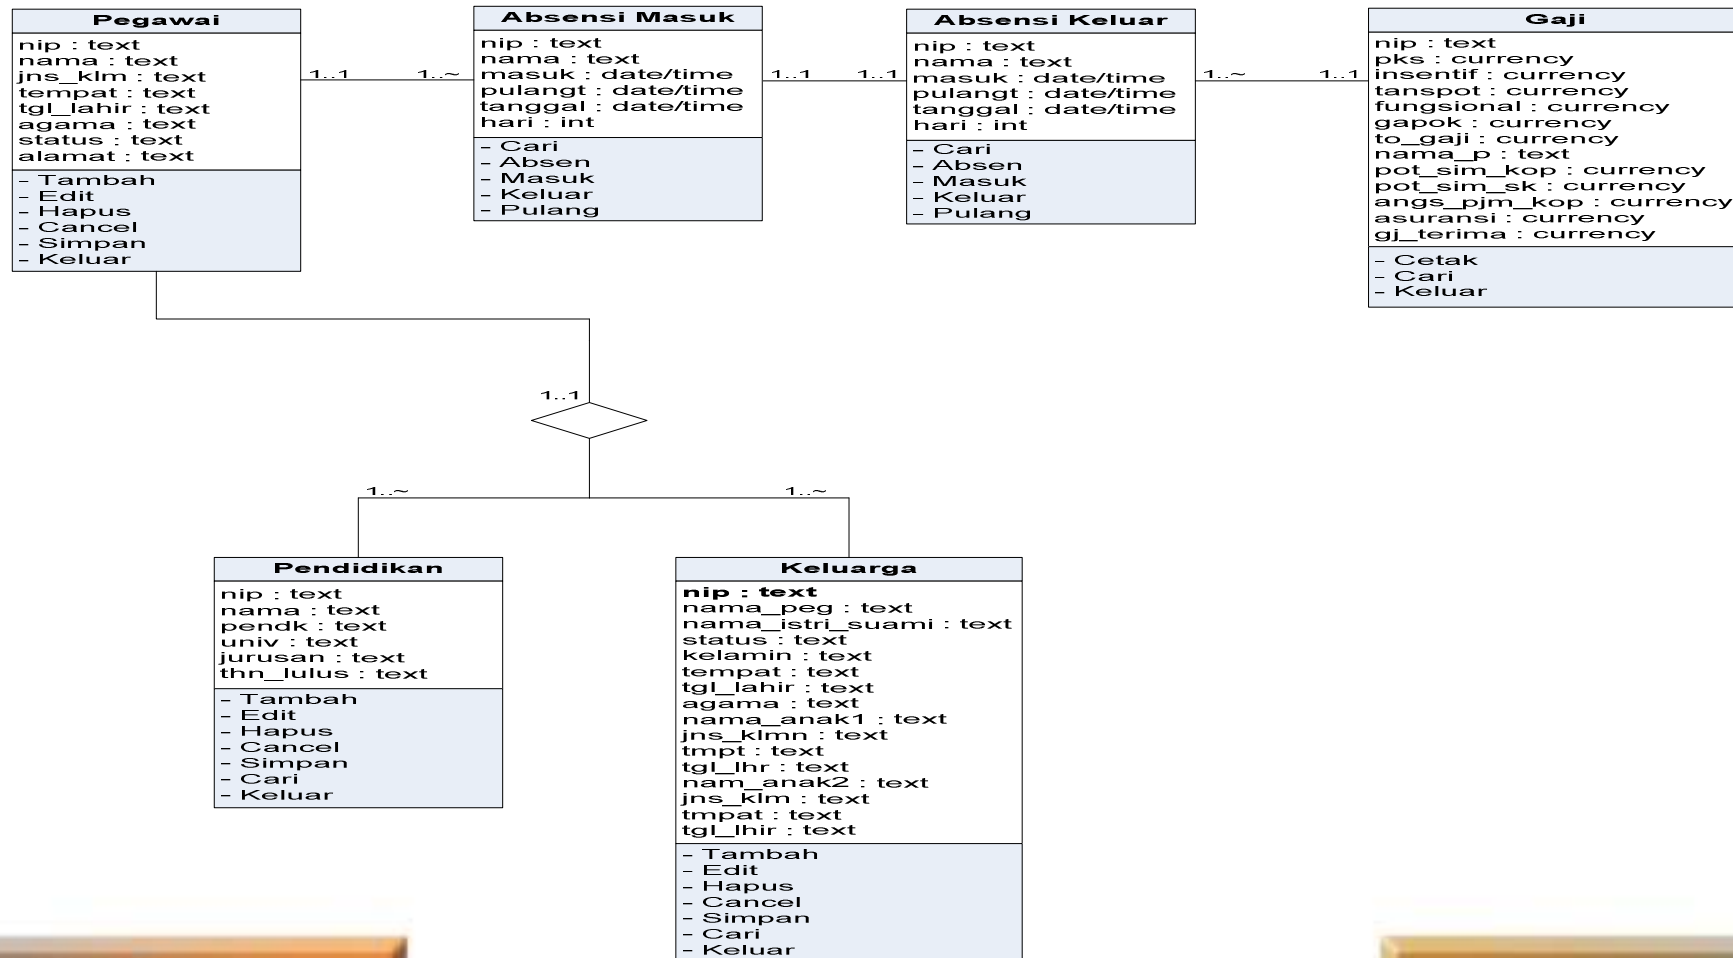 Pegawai
nip : text
nama : text
jns_klm : text
tempat : text
tgl_lahir : text
agama : text
status : text
alamat : text
- Tambah
- Edit
- Hapus
- Cancel
- Simpan
- Keluar
1..1
1..~
Absensi Masuk
nip : text
nama : text
masuk : date/time
pulangt : date/time
tanggal : date/time
hari : int
- Cari
- Absen
- Masuk
- Keluar
- Pulang
1..1
1..1
Absensi Keluar
nip : text
nama : text
masuk : date/time
pulangt : date/time
tanggal : date/time
hari : int
- Cari
- Absen
- Masuk
- Keluar
- Pulang
1..~
1..1
Gaji
nip : text
pks : currency
insentif : currency
tanspot : currency
fungsional : currency
gapok : currency
to_gaji : currency
nama_p : text
pot_sim_kop : currency
pot_sim_sk : currency
angs_pjm_kop : currency
asuransi : currency
gj_terima : currency
- Cetak
- Cari
- Keluar
1..1
1..~
1..~
Pendidikan
nip : text
nama : text
pendk : text
univ : text
jurusan : text
thn_lulus : text
- Tambah
- Edit
- Hapus
- Cancel
- Simpan
- Cari
- Keluar
Keluarga
nip : text
nama_peg : text
nama_istri_suami : text
status : text
kelamin : text
tempat : text
tgl_lahir : text
agama : text
nama_anak1 : text
jns_klmn : text
tmpt : text
tgl_lhr : text
nam_anak2 : text
jns_klm : text
tmpat : text
tgl_lhir : text
- Tambah
- Edit
- Hapus
- Cancel
- Simpan
- Cari
- Keluar